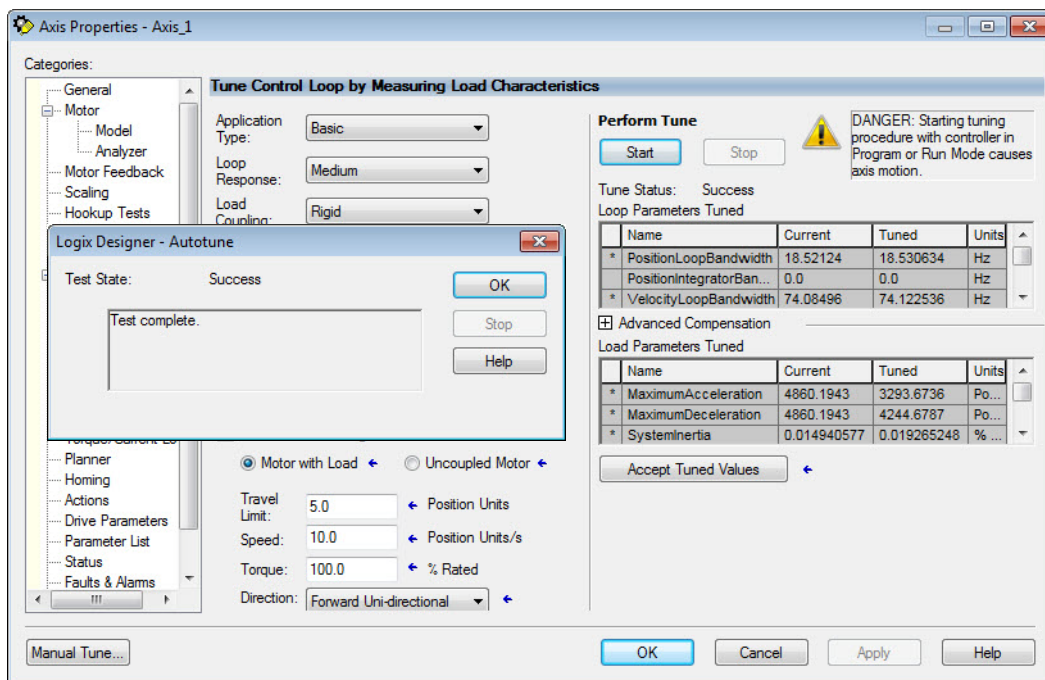 Axis Properties - Axis_1
Categories:
General
Motor
Model
Analyzer
Motor Feedback
Scaling
Hookup Tests
Planner
Homing
Actions
Drive Parameters
Parameter List
Status
Faults & Alarms
Tune Control Loop by Measuring Load Characteristics
Application Type: Basic
Loop Response: Medium
Load Coupling: Rigid
Logix Designer - Autotune
Test State: Success
Test complete.
OK
Stop
Help
Motor with Load Uncoupled Motor
Travel Limit: 5.0 Position Units
Speed: 10.0 Position Units/s
Torque: 100.0 % Rated
Direction: Forward Uni-directional
Perform Tune
Start Stop
DANGER: Starting tuning
procedure with controller in
Program or Run Mode causes
axis motion.
Tune Status: Success
Loop Parameters Tuned
Name Current Tuned Units
* PositionLoopBandwidth 18.52124 18.530634 Hz
PositionIntegratorBan... 0.0 0.0 Hz
* VelocityLoopBandwidth 74.08496 74.122536 Hz
Advanced Compensation
Load Parameters Tuned
Name Current Tuned Units
* MaximumAcceleration 4860.1943 3293.6736 Po...
* MaximumDeceleration 4860.1943 4244.6787 Po...
* SystemInertia 0.014940577 0.019265248 % ...
Accept Tuned Values
Manual Tune... OK Cancel Apply Help